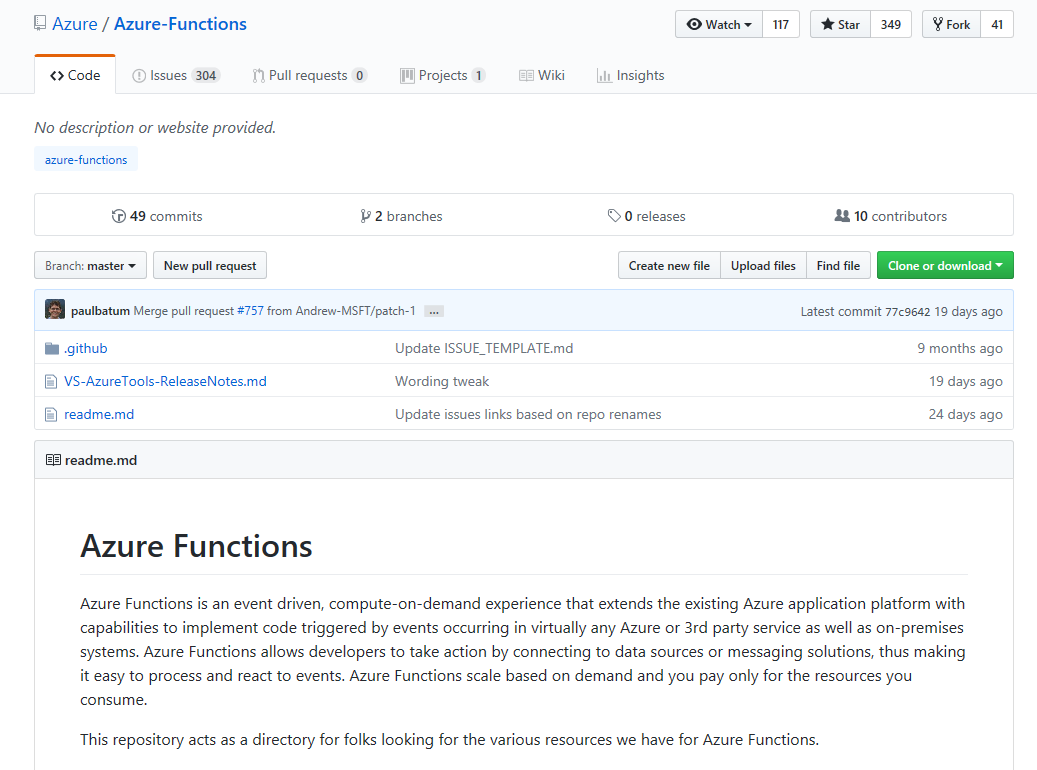 Azure / Azure-Functions
Watch 117 Star 349 Fork 41
Code Issues 304 Pull requests 0 Projects 1 Wiki Insights
No description or website provided.
azure-functions
49 commits 2 branches 0 releases 10 contributors
Branch: master New pull request Create new file Upload files Find file Clone or download
paulbatum Merge pull request #757 from Andrew-MSFT/patch-1 ... Latest commit 77c9642 19 days ago
.github Update ISSUE_TEMPLATE.md 9 months ago
VS-AzureTools-ReleaseNotes.md Wording tweak 19 days ago
readme.md Update issues links based on repo renames 24 days ago
readme.md
Azure Functions
Azure Functions is an event driven, compute-on-demand experience that extends the existing Azure application platform with
capabilities to implement code triggered by events occurring in virtually any Azure or 3rd party service as well as on-premises
systems. Azure Functions allows developers to take action by connecting to data sources or messaging solutions, thus making
it easy to process and react to events. Azure Functions scale based on demand and you pay only for the resources you
consume.
This repository acts as a directory for folks looking for the various resources we have for Azure Functions.